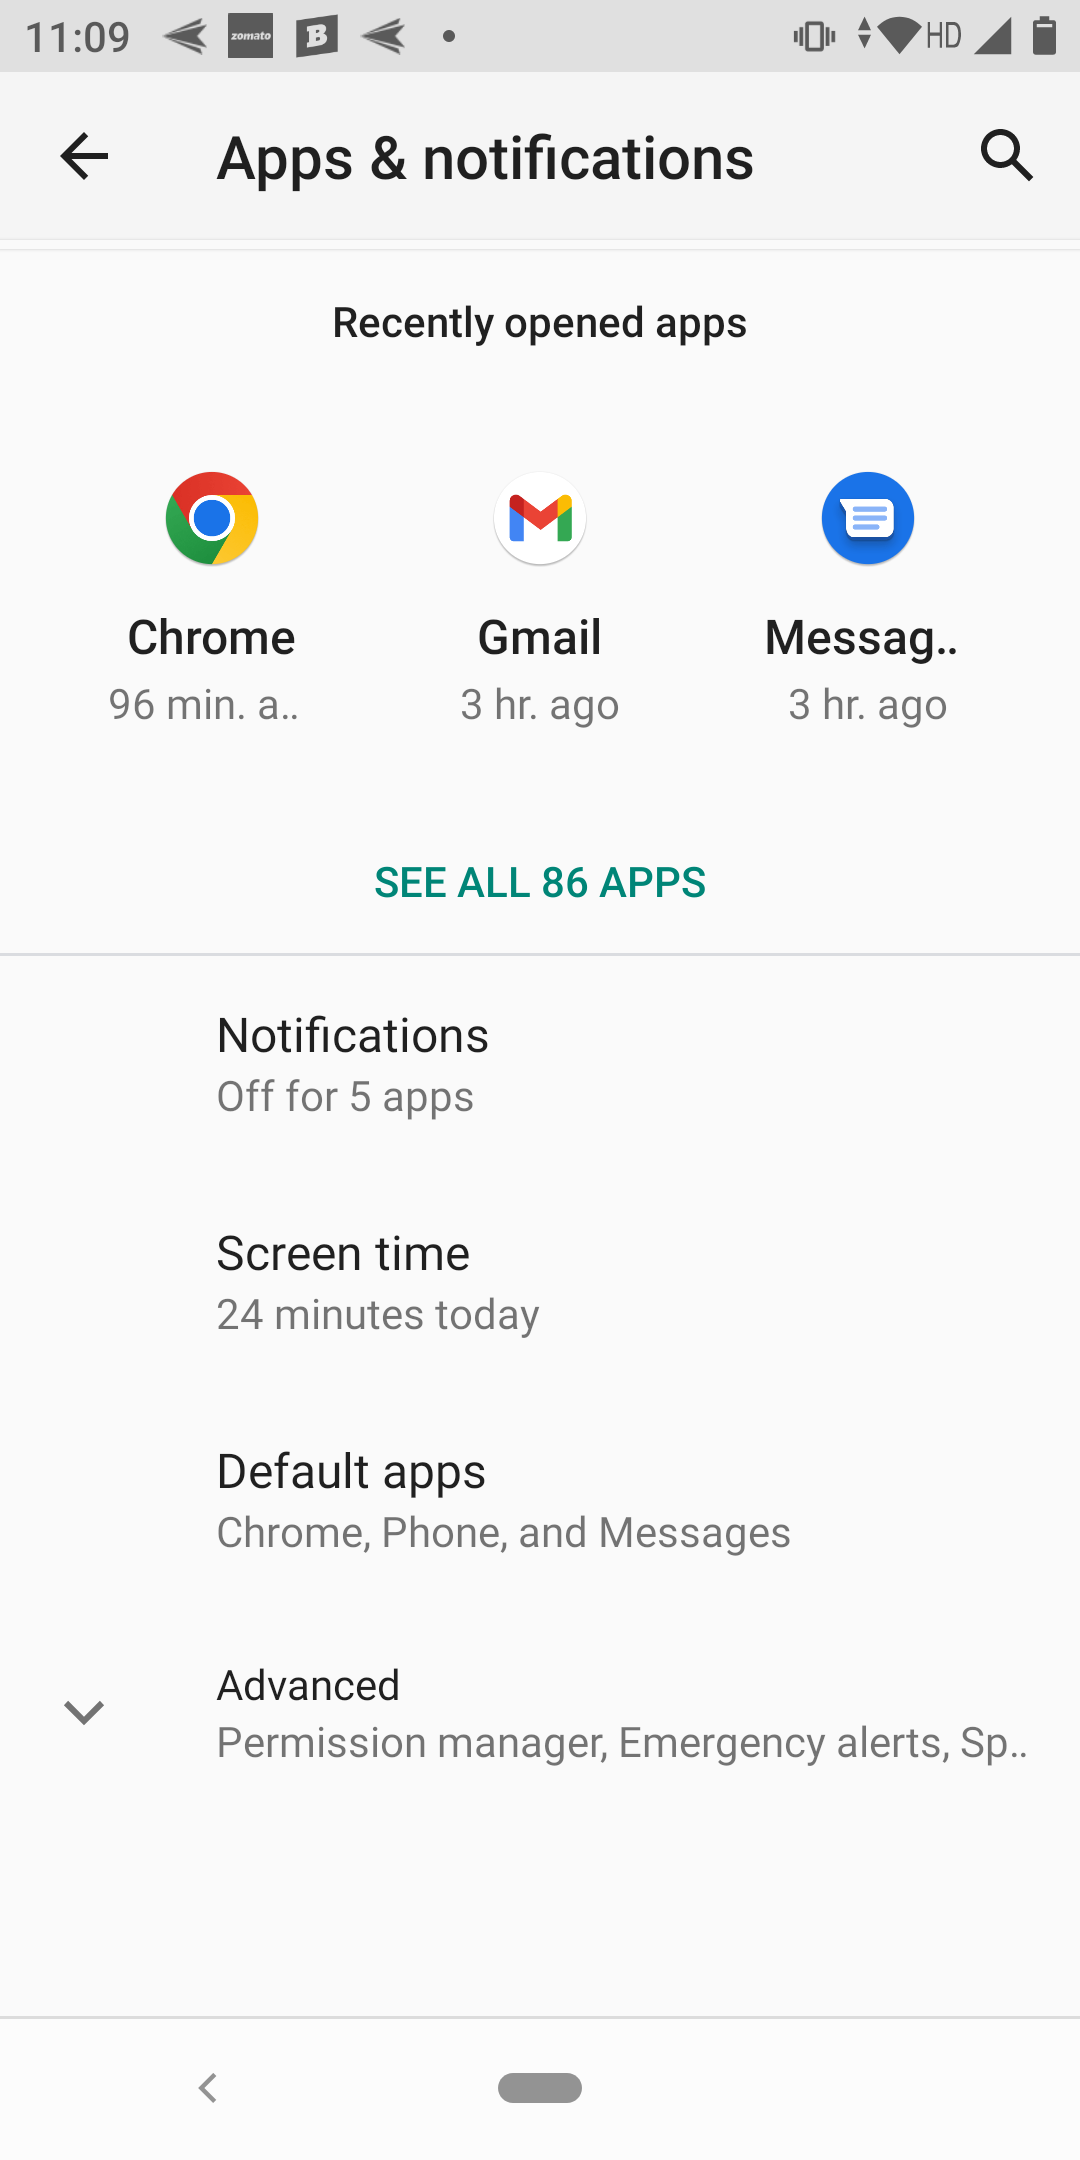 11:09 zomato B HD
Apps & notifications
Recently opened apps
Chrome Gmail Messag..
96 min. a.. 3 hr. ago 3 hr. ago
SEE ALL 86 APPS
Notifications
Off for 5 apps
Screen time
24 minutes today
Default apps
Chrome, Phone, and Messages
Advanced
Permission manager, Emergency alerts, Sp..